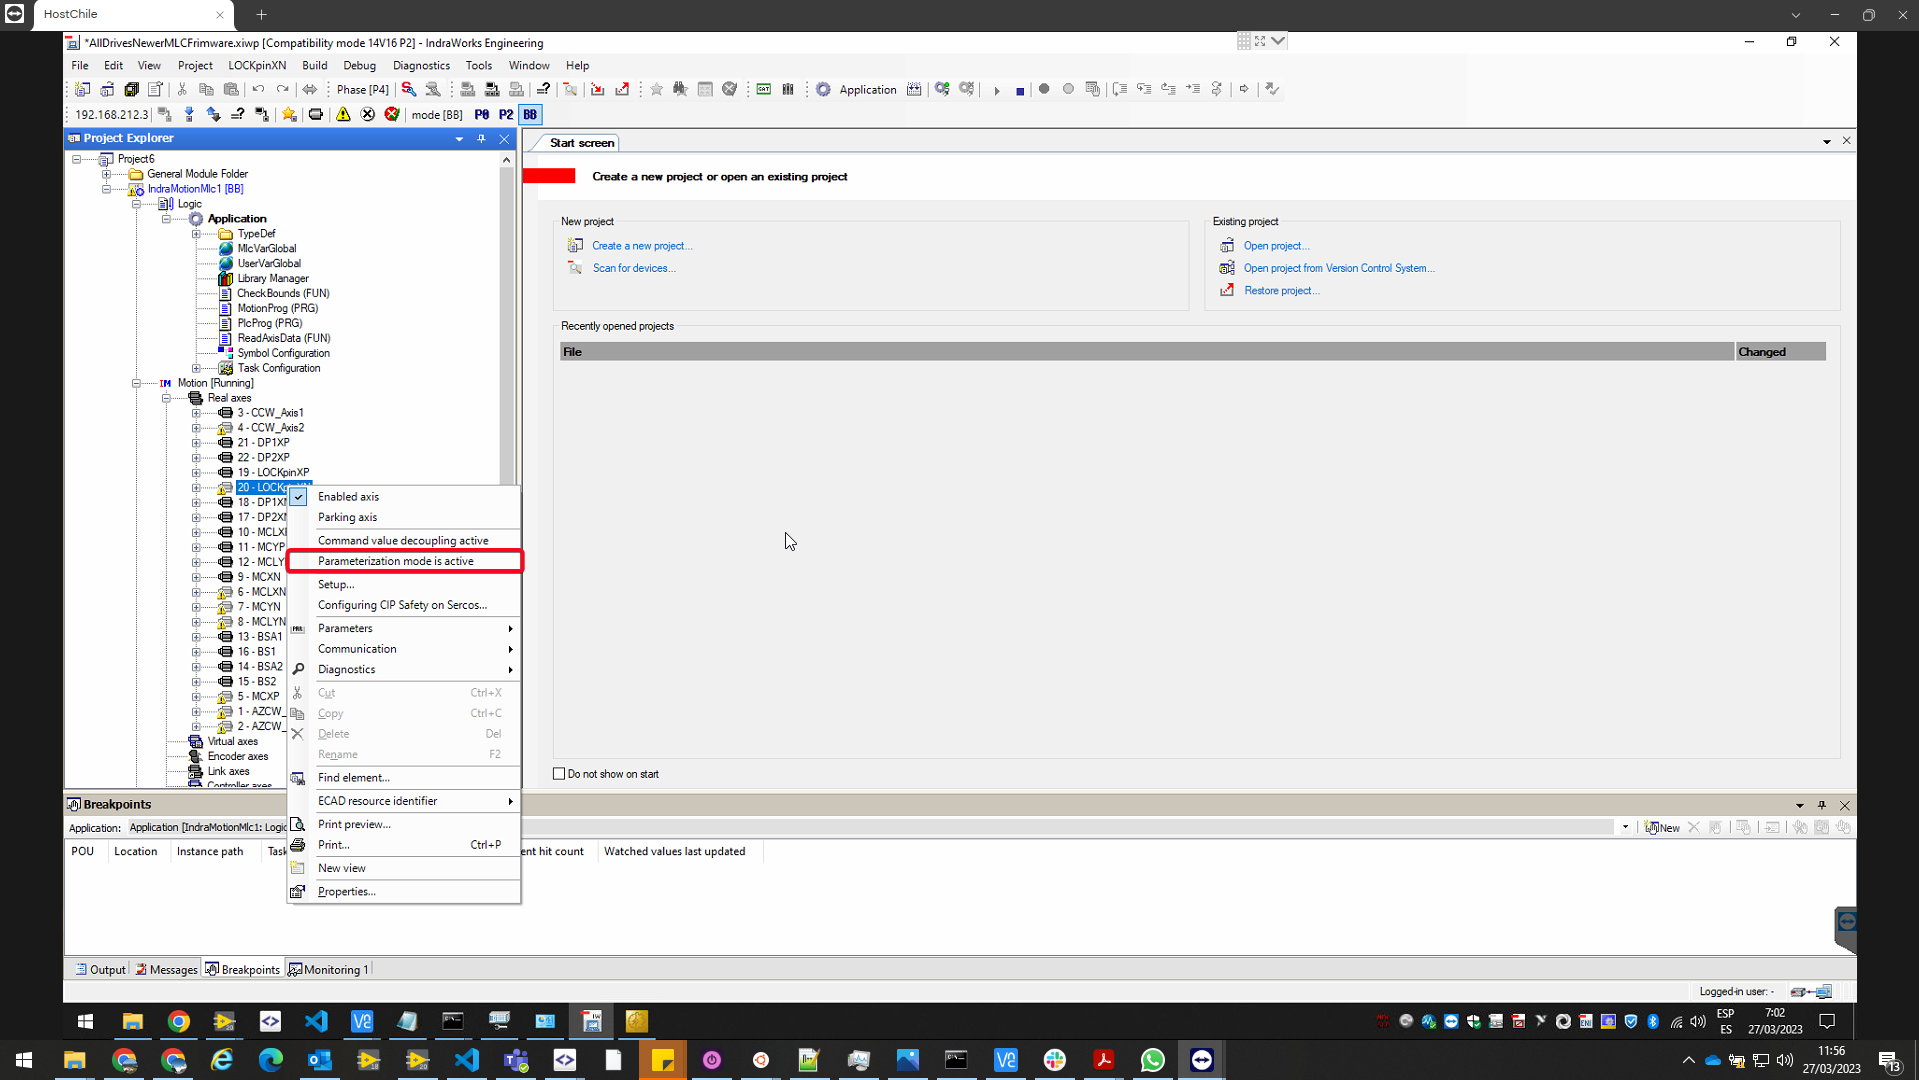 HostChile
*AllDrivesNewerMLCFrimware.xiwp [Compatibility mode 14V16 P2] - IndraWorks Engineering
File Edit View Project LOCKpinXN Build Debug Diagnostics Tools Window Help
Phase [P4] Application
192.168.212.3 mode [BB] P0 P2 BB
Project Explorer
Start screen
Project6
General Module Folder
IndraMotionMlc1 [BB]
Logic
Application
TypeDef
MlcVarGlobal
UserVarGlobal
Library Manager
CheckBounds (FUN)
MotionProg (PRG)
PlcProg (PRG)
ReadAxisData (FUN)
Symbol Configuration
Task Configuration
IM Motion [Running]
Real axes
3 - CCW_Axis1
4 - CCW_Axis2
21 - DP1XP
22 - DP2XP
19 - LOCKpinXP
20 - LOCKpinXN
18 - DP1XN
17 - DP2XN
10 - MCLX
11 - MCYP
12 - MCLY
9 - MCXN
6 - MCLXN
7 - MCYN
8 - MCLYN
13 - BSA1
16 - BS1
14 - BSA2
15 - BS2
5 - MCXP
1 - AZCW_
2 - AZCW_
Virtual axes
Encoder axes
Link axes
Controller axes
Enabled axis
Parking axis
Command value decoupling active
Parameterization mode is active
Setup...
Configuring CIP Safety on Sercos...
Parameters
Communication
Diagnostics
Cut Ctrl+X
Copy Ctrl+C
Delete Del
Rename F2
Find element...
ECAD resource identifier
Print preview...
Print... Ctrl+P
New view
Properties...
Create a new project or open an existing project
New project
Create a new project...
Scan for devices...
Existing project
Open project...
Open project from Version Control System...
Restore project...
Recently opened projects
File Changed
Do not show on start
Breakpoints
Application: Application [IndraMotionMlc1: Logic New
POU Location Instance path Task ent hit count Watched values last updated
Output Messages Breakpoints Monitoring 1
Logged-in user: -
ESP
ES
7:02
27/03/2023
11:56
27/03/2023
13